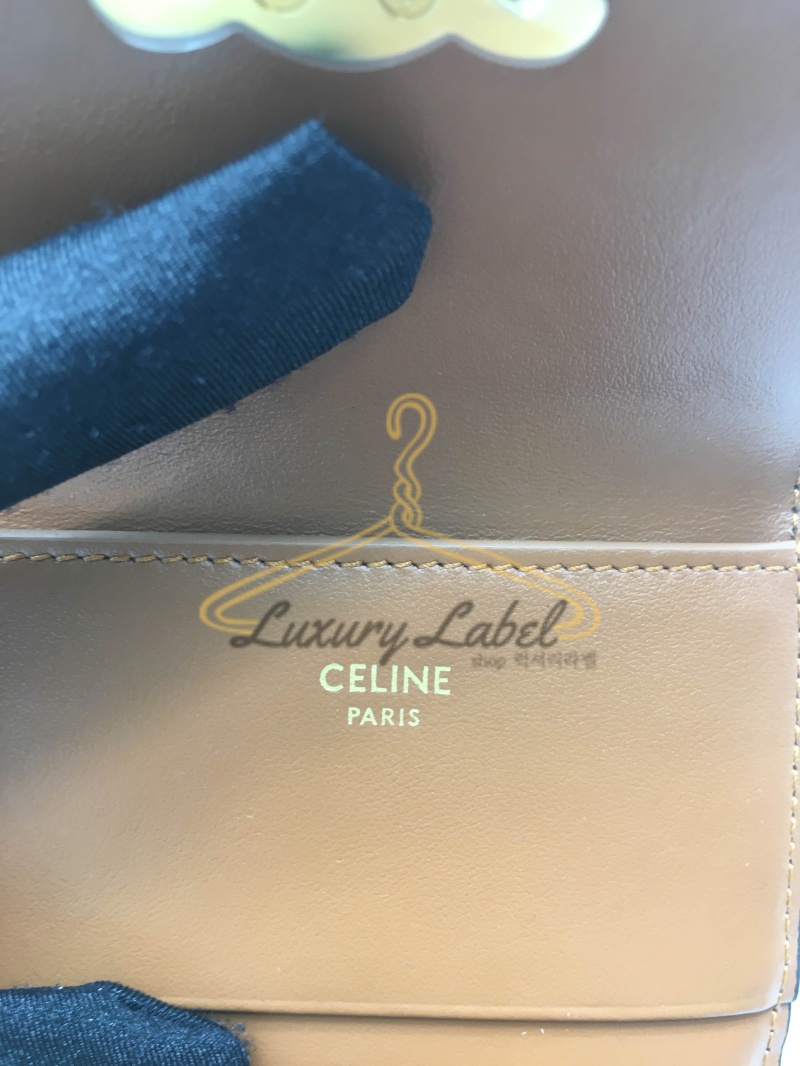 Luxury Label
shop 럭셔리라벨
CELINE
PARIS